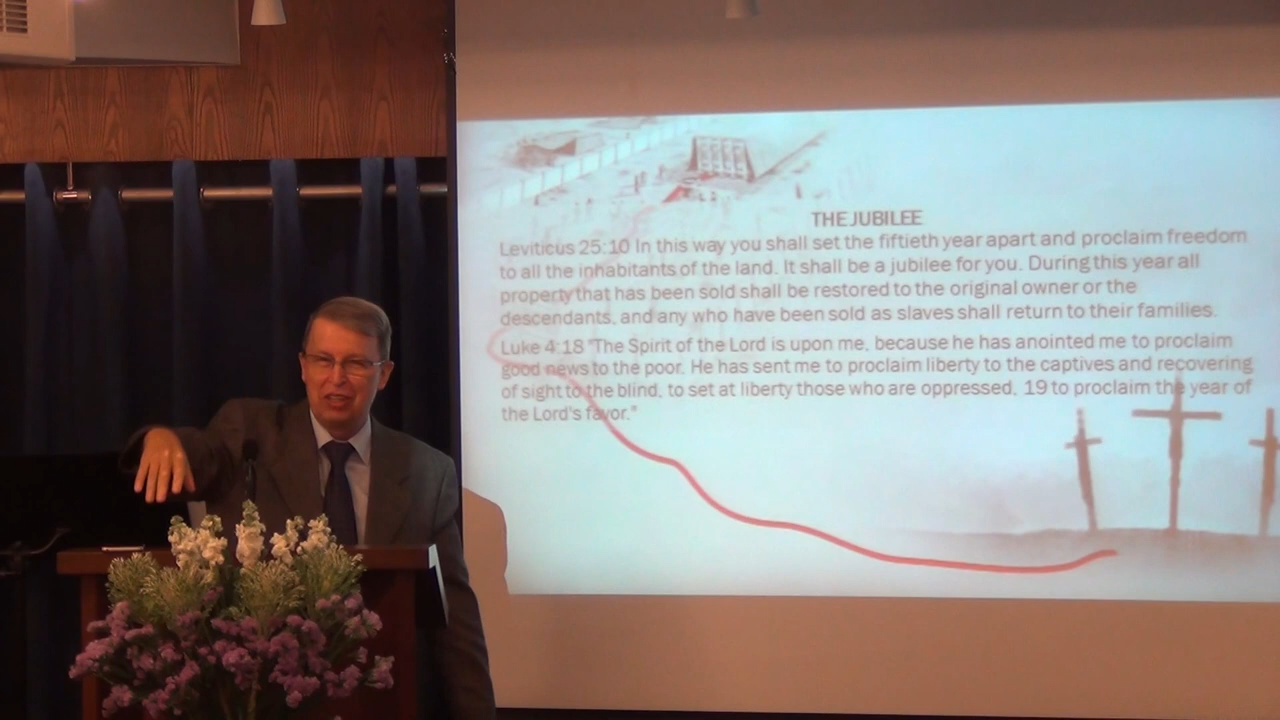 THE JUBILEE
Leviticus 25:10 In this way you shall set the fiftieth year apart and proclaim freedom
to all the inhabitants of the land. It shall be a jubilee for you. During this year all
property that has been sold shall be restored to the original owner or the
descendants, and any who have been sold as slaves shall return to their families.
Luke 4:18 "The Spirit of the Lord is upon me, because he has anointed me to proclaim
good news to the poor. He has sent me to proclaim liberty to the captives and recovering
of sight to the blind, to set at liberty those who are oppressed, 19 to proclaim the year of
the Lord's favor."